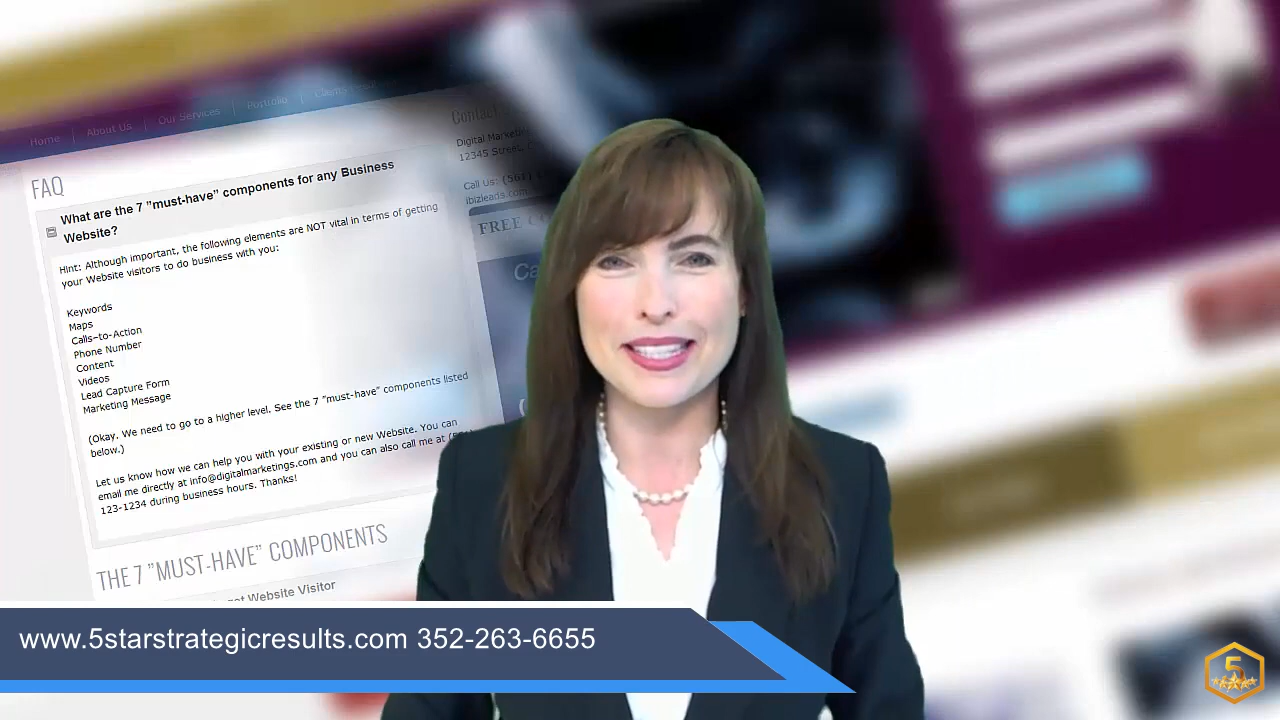 Home | About Us | Our Services | Portfolio |
FAQ
What are the 7 ”must-have” components for any Business
Website?
Hint: Although important, the following elements are NOT vital in terms of getting
your Website visitors to do business with you:
Keywords
Maps
Calls-to-Action
Phone Number
Content
Videos
Lead Capture Form
Marketing Message
(Okay. We need to go to a higher level. See the 7 ”must-have” components listed
below.)
Let us know how we can help you with your existing or new Website. You can
email me directly at info@digitalmarketings.com and you can also call me at
123-1234 during business hours. Thanks!
THE 7 ”MUST-HAVE” COMPONENTS
Website Visitor
Contact
Digital
12345 Street,
Call Us:
FREE
www.5starstrategicresults.com 352-263-6655
5